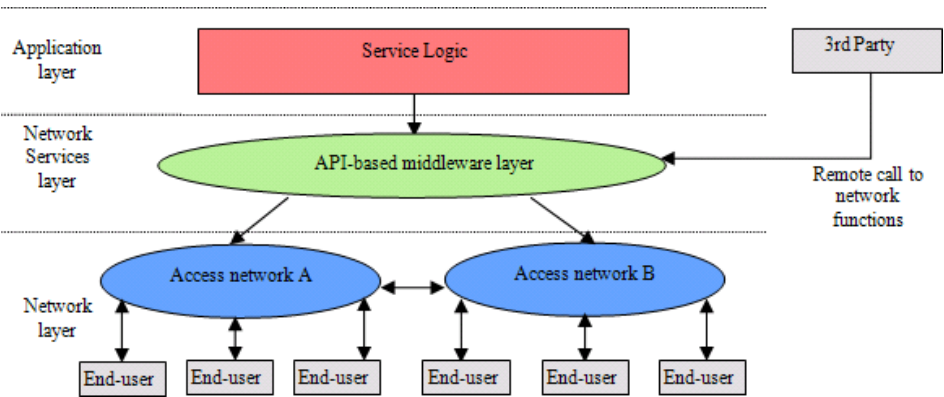 Application
layer
Service Logic
3rd Party
Network
Services
layer
API-based middleware layer
Remote call to
network
functions
Access network A
Access network B
Network
layer
End-user
End-user
End-user
End-user
End-user
End-user